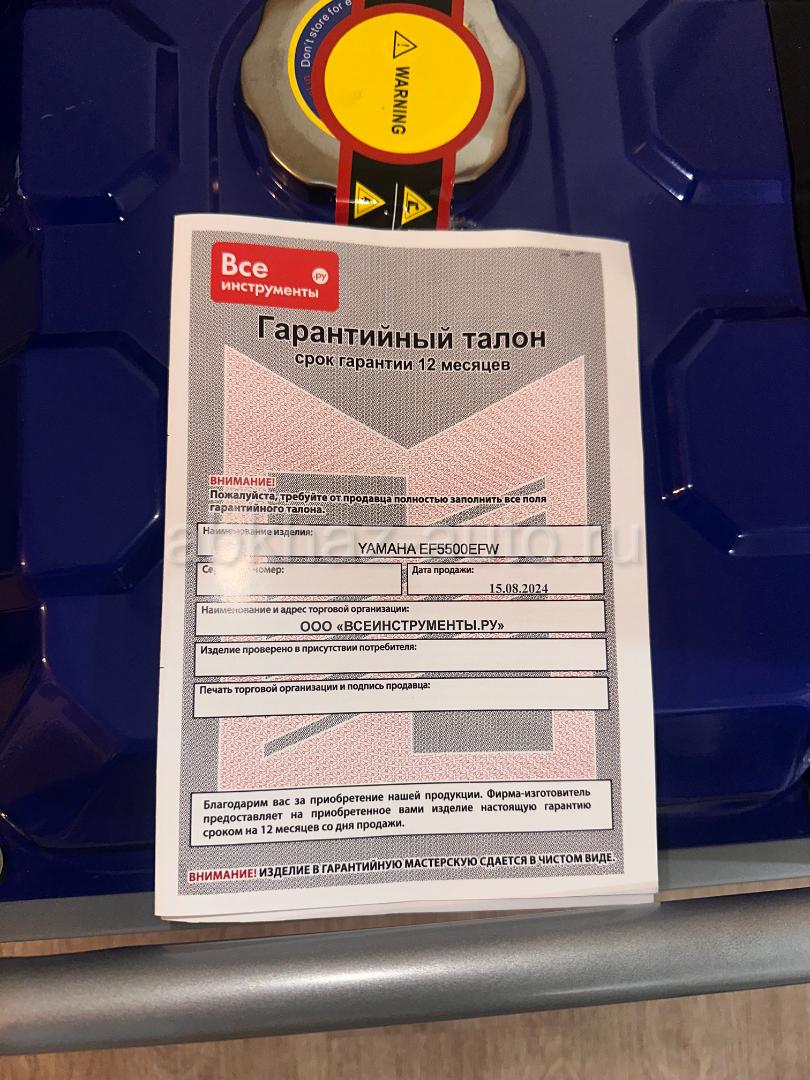 Don't store for e
WARNING
Все
инструменты
.ру
Гарантийный талон
срок гарантии 12 месяцев
ВНИМАНИЕ!
Пожалуйста, требуйте от продавца полностью заполнить все поля
гарантийного талона.
Наименование изделия:
YAMAHA EF5500EFW
номер:
Дата продажи:
15.08.2024
Наименование и адрес торговой организации:
ООО «ВСЕИНСТРУМЕНТЫ.РУ»
Изделие проверено в присутствии потребителя:
Печать торговой организации и подпись продавца:
Благодарим вас за приобретение нашей продукции. Фирма-изготовитель
предоставляет на приобретенное вами изделие настоящую гарантию
сроком на 12 месяцев со дня продажи.
ВНИМАНИЕ! ИЗДЕЛИЕ В ГАРАНТИЙНУЮ МАСТЕРСКУЮ СДАЕТСЯ В ЧИСТОМ ВИДЕ.
abkhaz-auto.ru